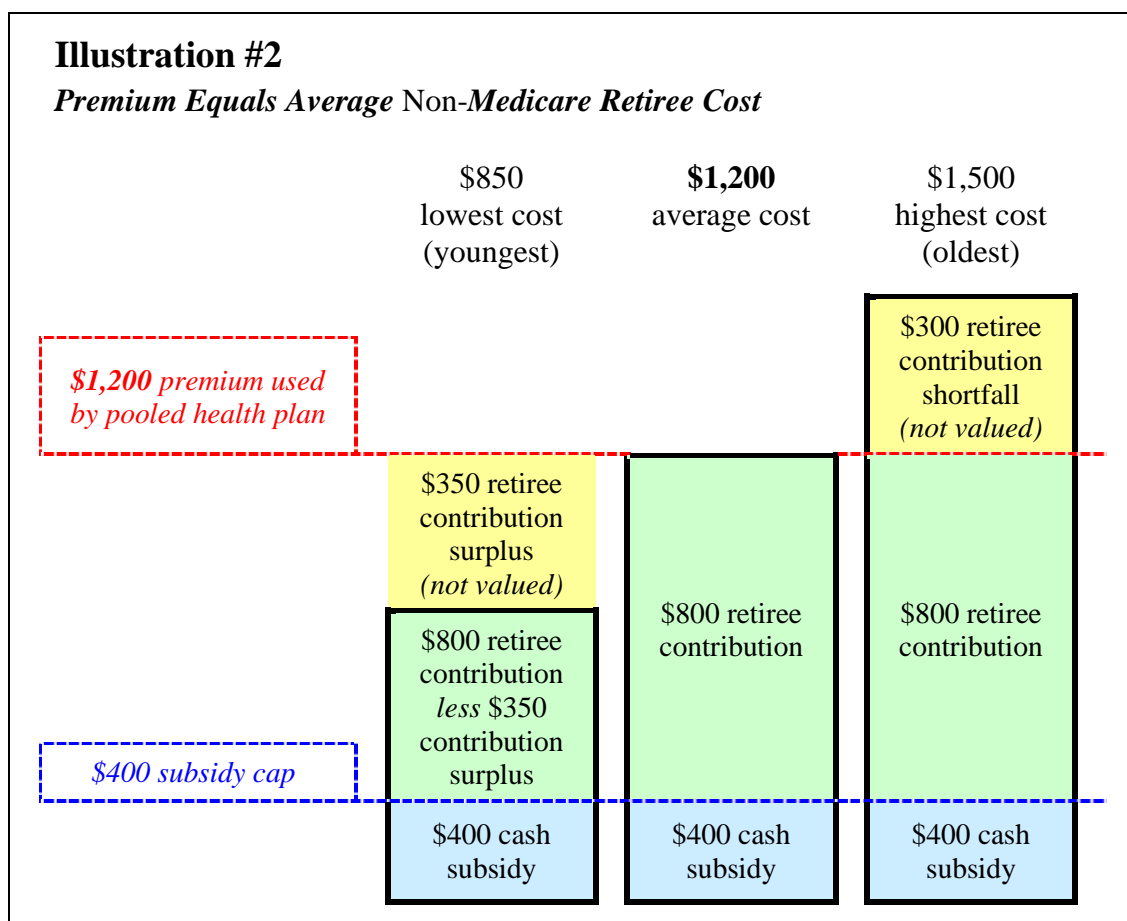 Illustration #2
Premium Equals Average Non-Medicare Retiree Cost
$850
lowest cost
(youngest)
$1,200
average cost
$1,500
highest cost
(oldest)
$1,200 premium used
by pooled health plan
$300 retiree
contribution
shortfall
(not valued)
$350 retiree
contribution
surplus
(not valued)
$800 retiree
contribution
less $350
contribution
surplus
$800 retiree
contribution
$800 retiree
contribution
$400 subsidy cap
$400 cash
subsidy
$400 cash
subsidy
$400 cash
subsidy